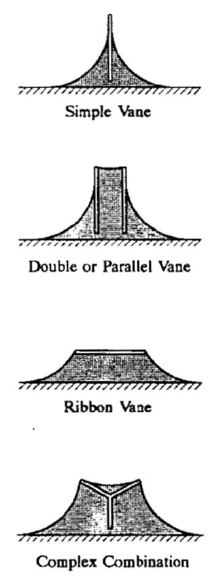 Simple Vane
Double or Parallel Vane
Ribbon Vane
Complex Combination